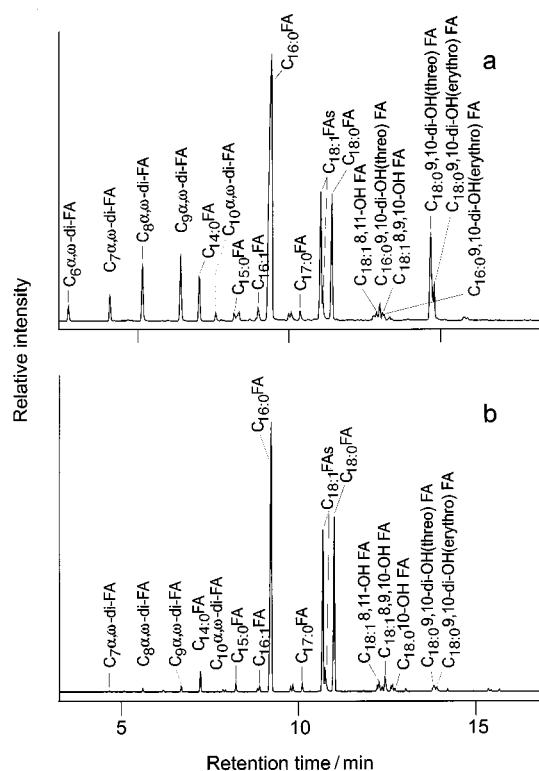 a
C6α,ω-di-FA
C7α,ω-di-FA
C8α,ω-di-FA
C9α,ω-di-FA
C14:0FA
C10α,ω-di-FA
C15:0FA
C16:1FA
C16:0FA
C17:0FA
C18:1FAs
C18:0FA
C18:1 8,11-OH FA
C16:0 9,10-di-OH(threo) FA
C18:1 8,9,10-OH FA
C18:0 9,10-di-OH(threo) FA
C18:0 9,10-di-OH(erythro) FA
C16:0 9,10-di-OH(erythro) FA
Relative intensity
b
C7α,ω-di-FA
C8α,ω-di-FA
C9α,ω-di-FA
C14:0FA
C10α,ω-di-FA
C15:0FA
C16:1FA
C16:0FA
C17:0FA
C18:1FAs
C18:0FA
C18:1 8,11-OH FA
C18:1 8,9,10-OH FA
C18.0 10-OH FA
C18:0 9,10-di-OH(threo) FA
C18:0 9,10-di-OH(erythro) FA
5 10 15
Retention time / min